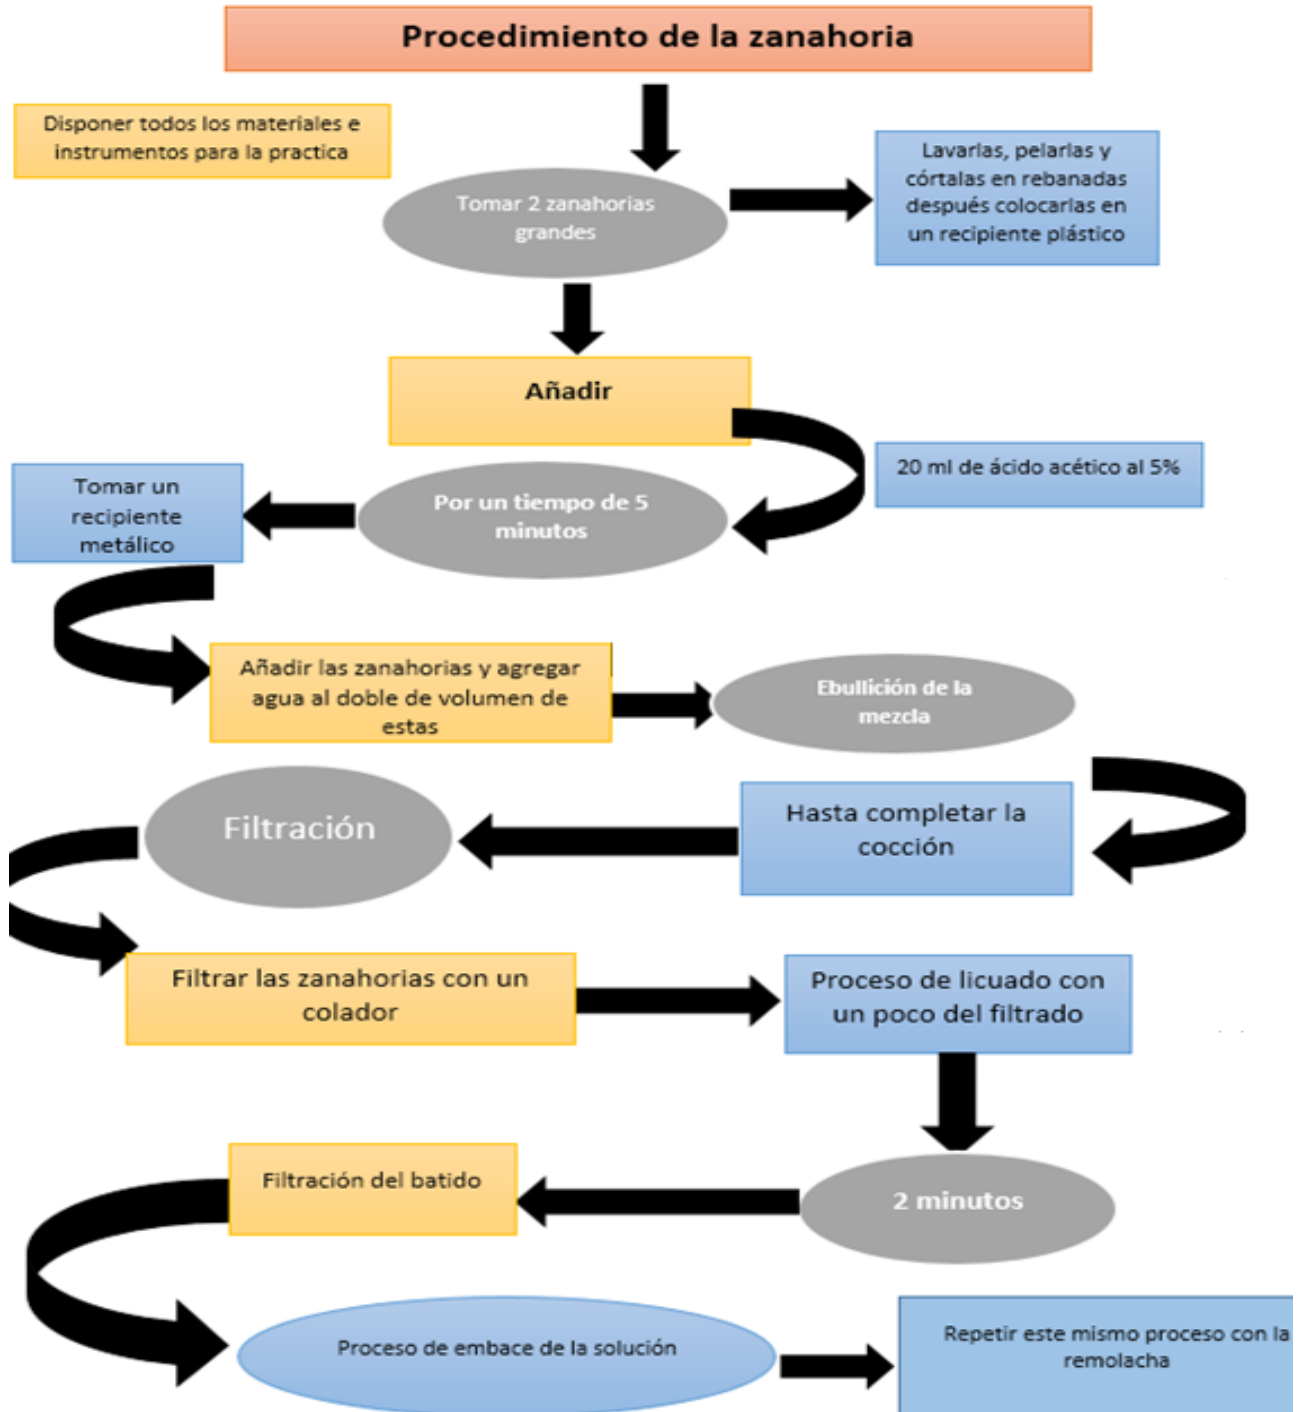 Procedimiento de la zanahoria
Disponer todos los materiales e
instrumentos para la practica
Tomar 2 zanahorias
grandes
Lavarlas, pelarlas y
córtalas en rebanadas
después colocarlas en
un recipiente plástico
Añadir
20 ml de ácido acético al 5%
Por un tiempo de 5
minutos
Tomar un
recipiente
metálico
Añadir las zanahorias y agregar
agua al doble de volumen de
estas
Ebullición de la
mezcla
Hasta completar la
cocción
Filtración
Filtrar las zanahorias con un
colador
Proceso de licuado con
un poco del filtrado
2 minutos
Filtración del batido
Proceso de embace de la solución
Repetir este mismo proceso con la
remolacha